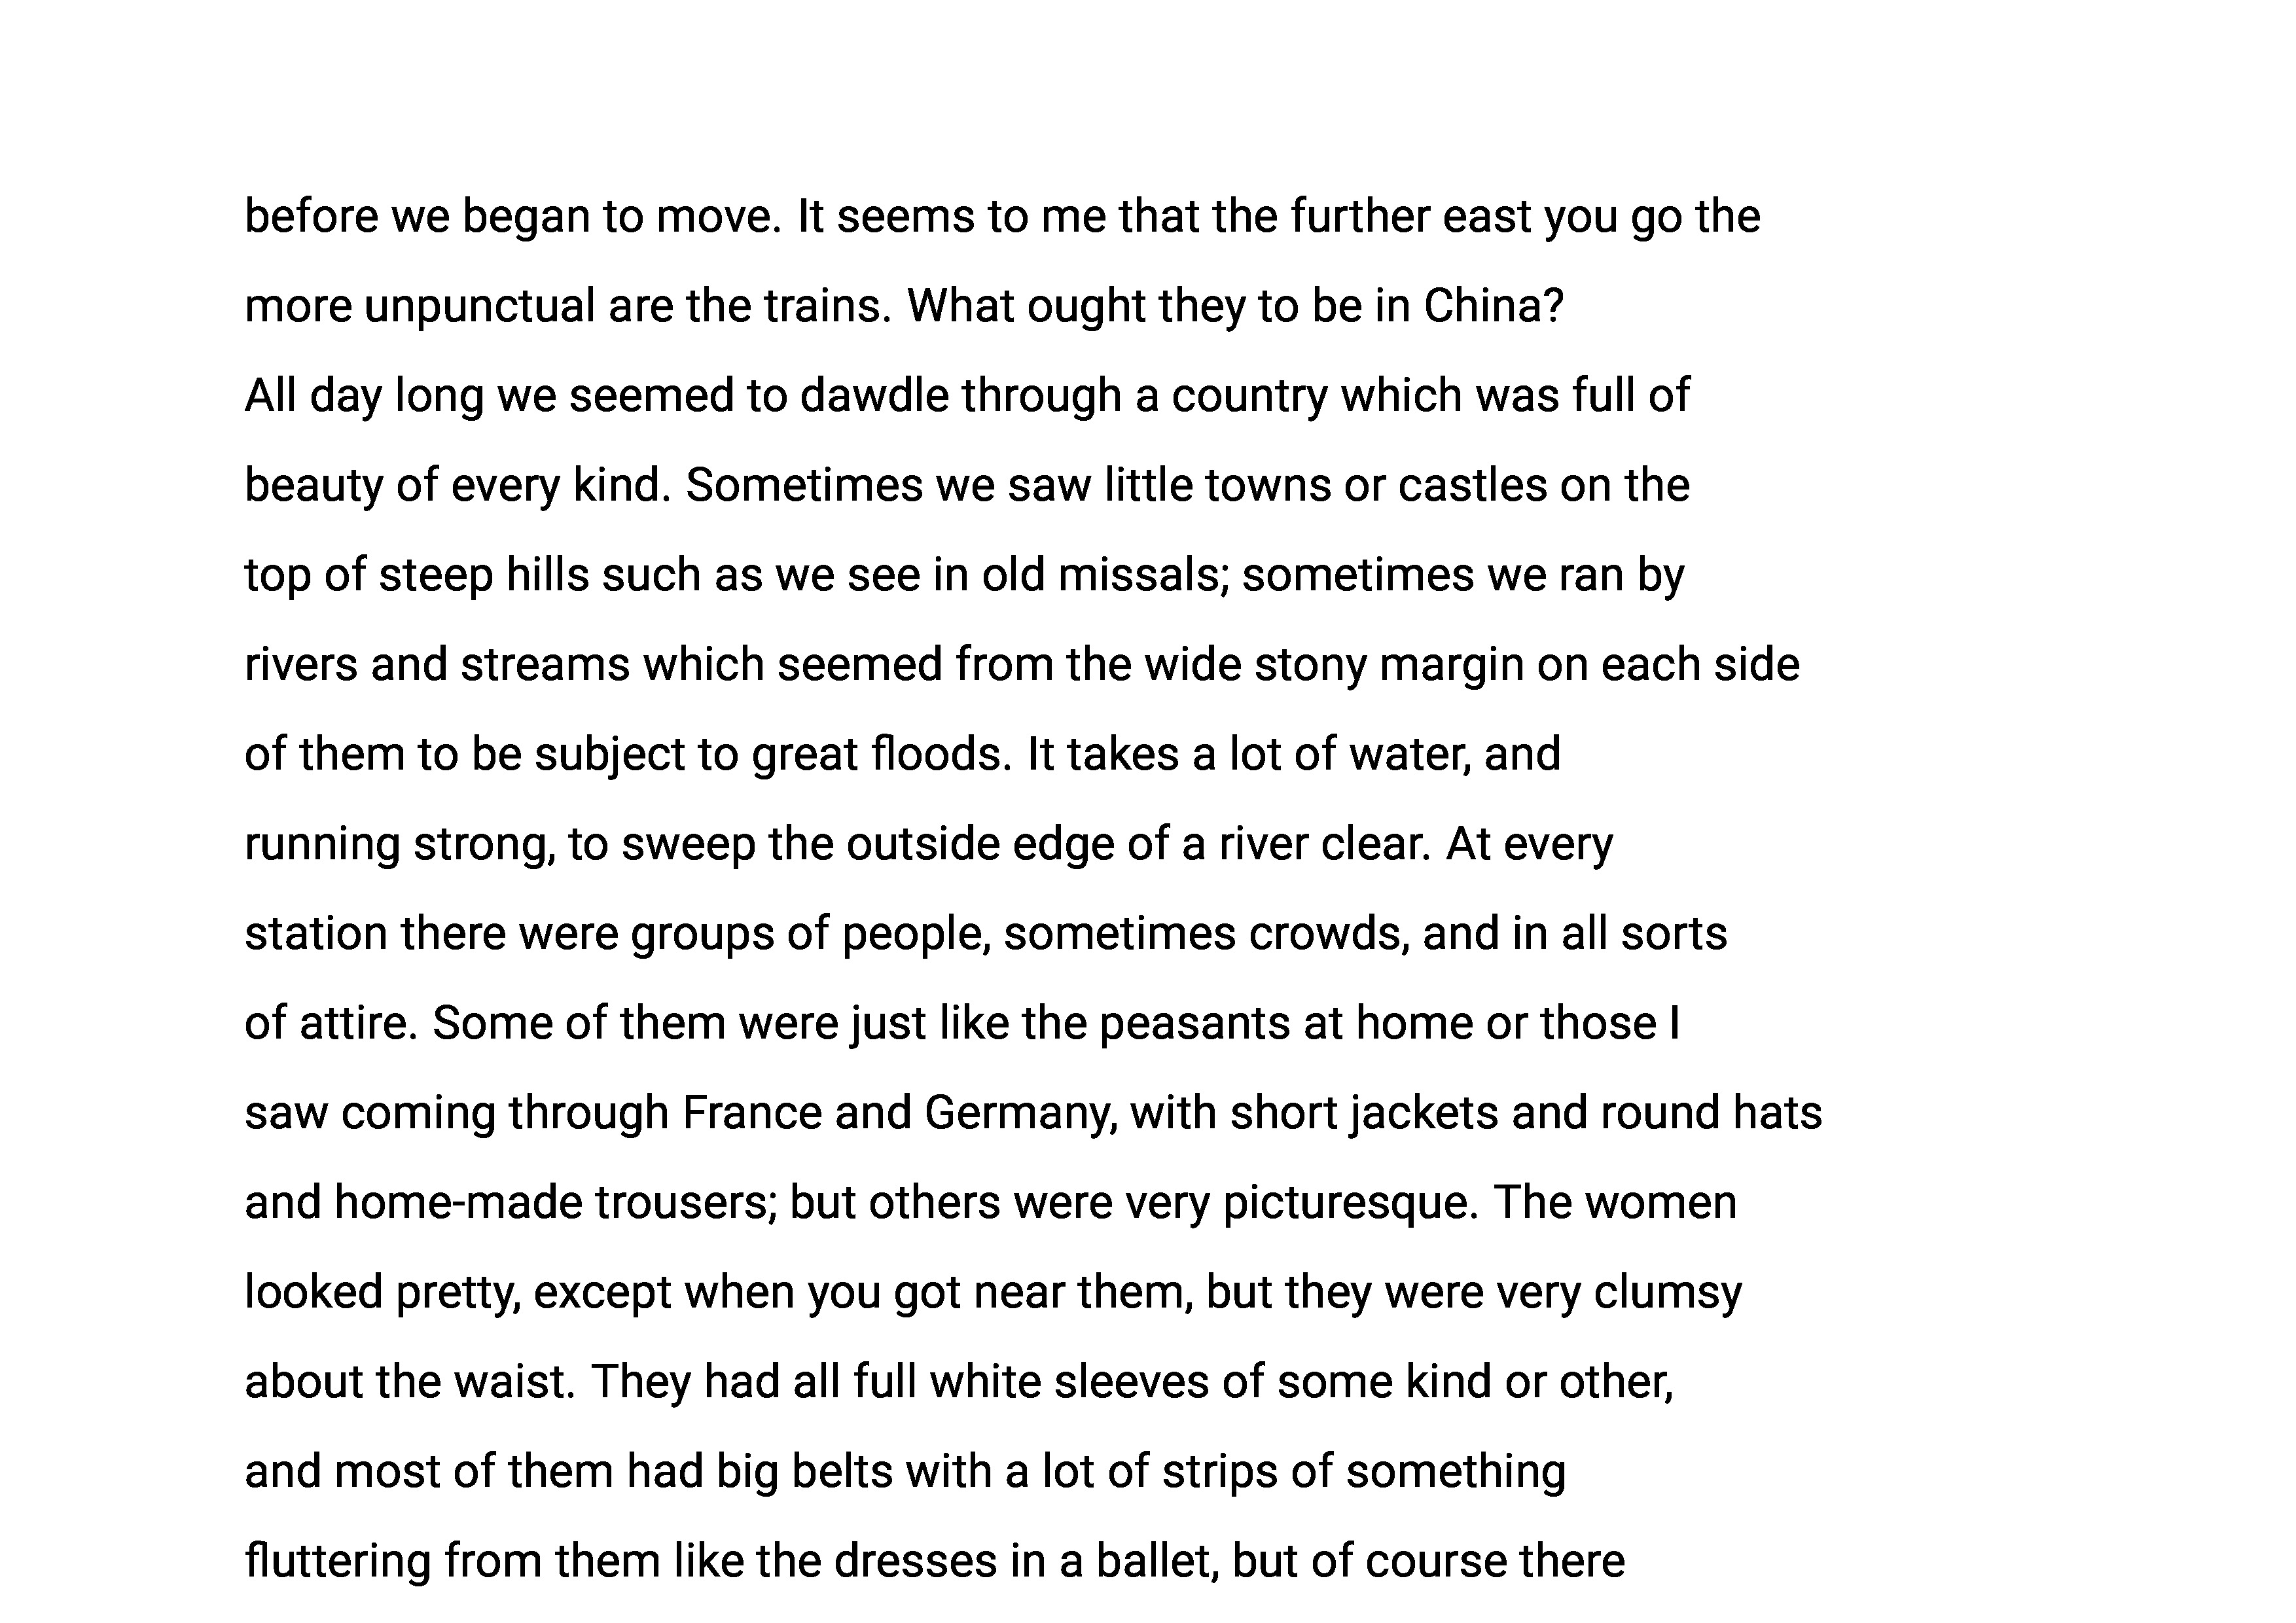 before we began to move. It seems to me that the further east you go the
more unpunctual are the trains. What ought they to be in China?
All day long we seemed to dawdle through a country which was full of
beauty of every kind. Sometimes we saw little towns or castles on the
top of steep hills such as we see in old missals; sometimes we ran by
rivers and streams which seemed from the wide stony margin on each side
of them to be subject to great floods. It takes a lot of water, and
running strong, to sweep the outside edge of a river clear. At every
station there were groups of people, sometimes crowds, and in all sorts
of attire. Some of them were just like the peasants at home or those I
saw coming through France and Germany, with short jackets and round hats
and home-made trousers; but others were very picturesque. The women
looked pretty, except when you got near them, but they were very clumsy
about the waist. They had all full white sleeves of some kind or other,
and most of them had big belts with a lot of strips of something
fluttering from them like the dresses in a ballet, but of course there